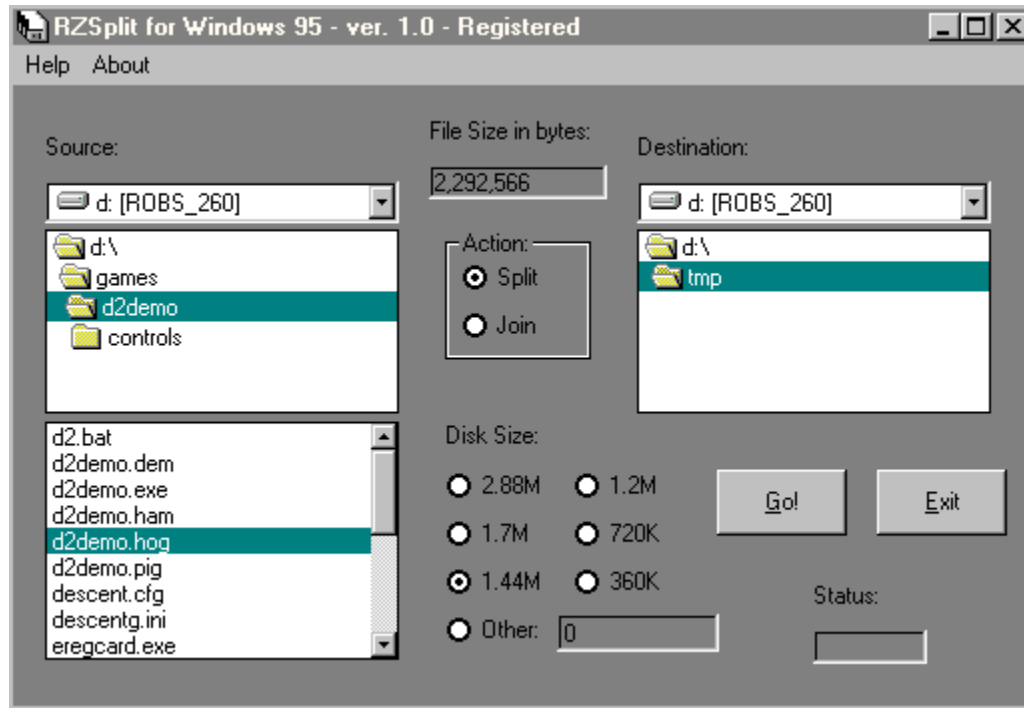 RZSplit for Windows 95 - ver. 1.0 - Registered
Help About
Source:
d: [ROBS_260]
d:\
games
d2demo
controls
d2.bat
d2demo.dem
d2demo.exe
d2demo.ham
d2demo.hog
d2demo.pig
descent.cfg
descentg.ini
eregcard.exe
File Size in bytes:
2,292,566
Action:
Split
Join
Disk Size:
2.88M 1.2M
1.7M 720K
1.44M 360K
Other: 0
Destination:
d: [ROBS_260]
d:\
tmp
Go! Exit
Status: